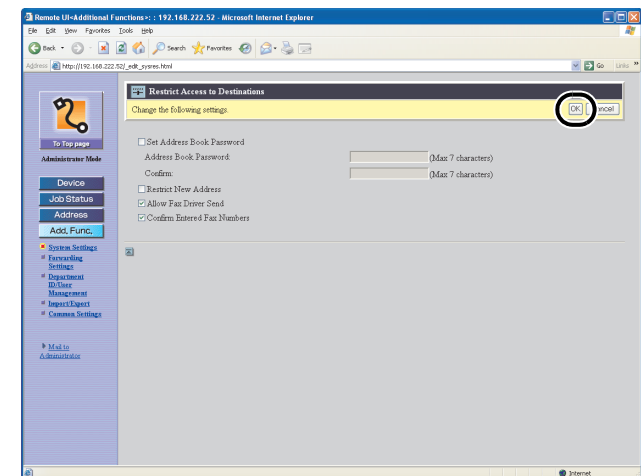 Remote UI<Additional Functions>: : 192.168.222.52 - Microsoft Internet Explorer
File Edit View Favorites Tools Help
Back Search Favorites
Address http://192.168.222.52/_edit_sysres.html Go Links »
Restrict Access to Destinations
Change the following settings. OK
To Top page
Administrator Mode
Device
Job Status
Address
Add. Func.
System Settings
Forwarding
Settings
Department
ID/User
Management
Import/Export
Common Settings
Mail to
Administrator
Set Address Book Password
Address Book Password: (Max 7 characters)
Confirm: (Max 7 characters)
Restrict New Address
Allow Fax Driver Send
Confirm Entered Fax Numbers
Internet